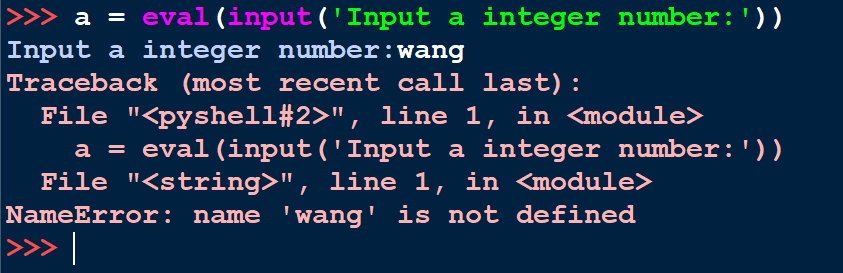 >>> a = eval(input('Input a integer number:'))
Input a integer number:wang
Traceback (most recent call last):
  File "<pyshell#2>", line 1, in <module>
    a = eval(input('Input a integer number:'))
  File "<string>", line 1, in <module>
NameError: name 'wang' is not defined
>>>